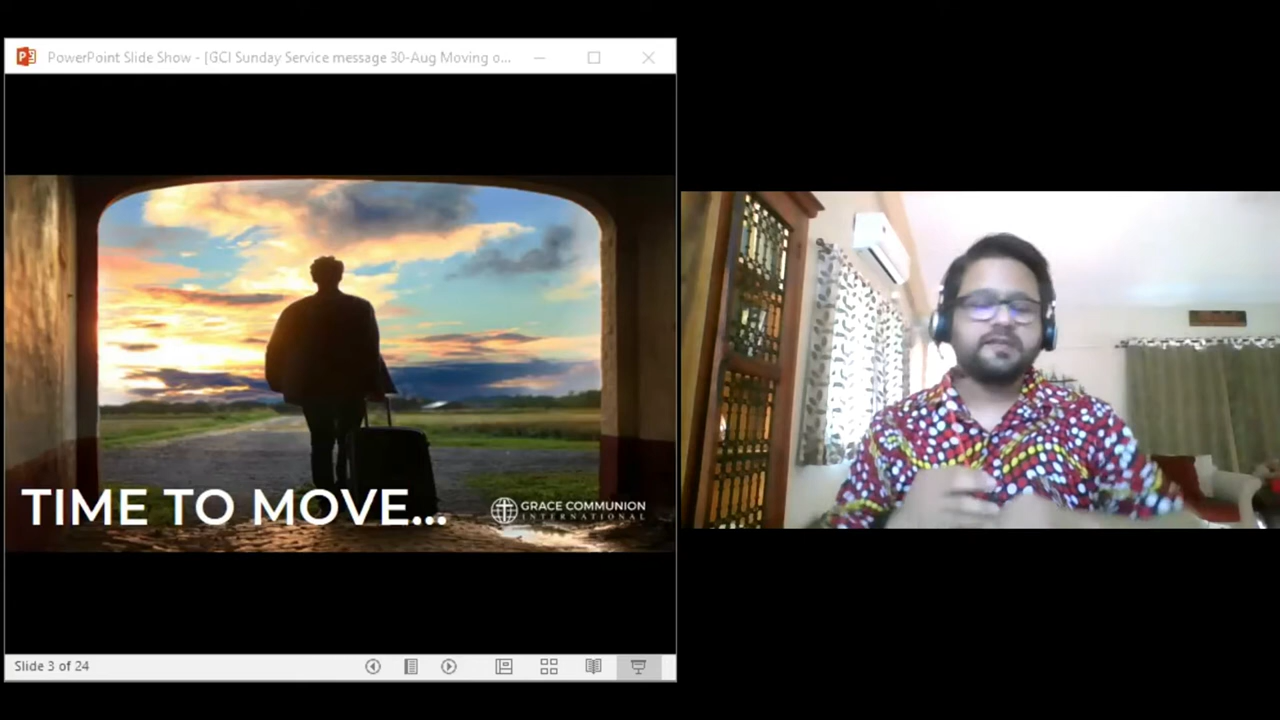 PowerPoint Slide Show - [GCI Sunday Service message 30-Aug Moving o...
TIME TO MOVE...
GRACE COMMUNION
INTERNATIONAL
Slide 3 of 24